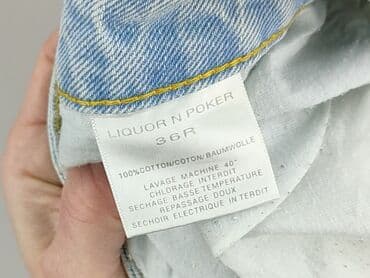 LIQUOR N POKER
36R
100%COTTON/COTON/BAUMWOLLE
LAVAGE MACHINE 40°
CHLORAGE INTERDIT
SECHAGE BASSE TEMPERATURE
REPASSAGE DOUX
SECHOIR ELECTRIQUE INTERDIT